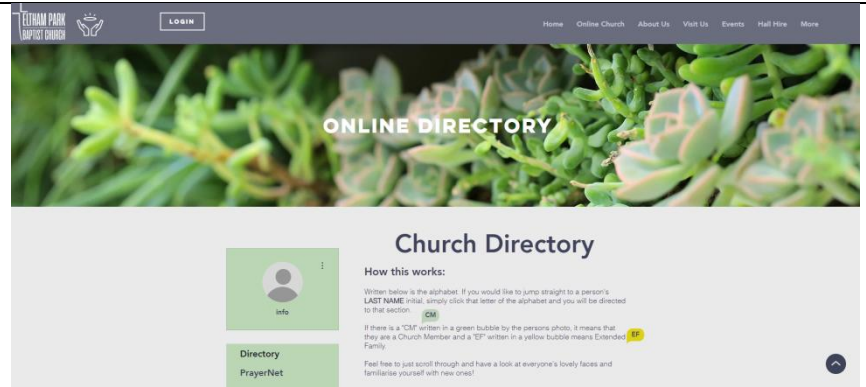 ELTHAM PARK
BAPTIST CHURCH
LOGIN
Home Online Church About Us Visit Us Events Hall Hire More
ONLINE DIRECTORY
Church Directory
info
Directory
PrayerNet
How this works:
Written below is the alphabet. If you would like to jump straight to a person's
LAST NAME initial, simply click that letter of the alphabet and you will be directed
to that section.
CM
If there is a "CM" written in a green bubble by the persons photo, it means that
they are a Church Member and a "EF" written in a yellow bubble means Extended
Family.
EF
Feel free to just scroll through and have a look at everyone's lovely faces and
familiarise yourself with new ones!